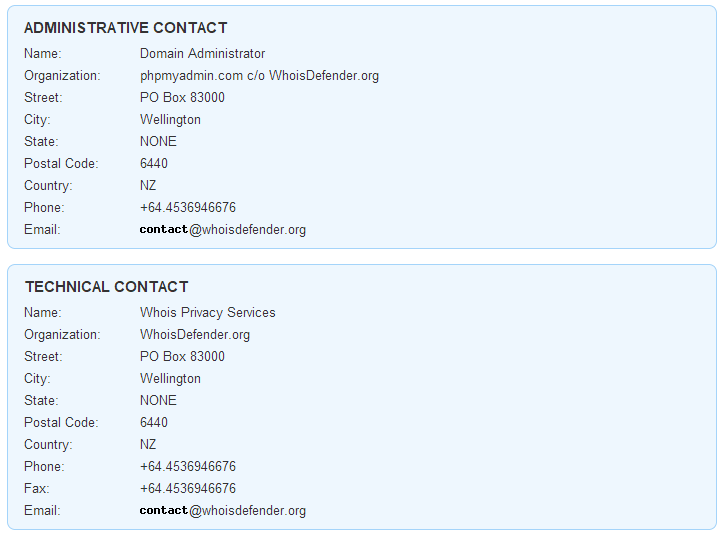 ADMINISTRATIVE CONTACT
Name: Domain Administrator
Organization: phpmyadmin.com c/o WhoisDefender.org
Street: PO Box 83000
City: Wellington
State: NONE
Postal Code: 6440
Country: NZ
Phone: +64.4536946676
Email: contact@whoisdefender.org
TECHNICAL CONTACT
Name: Whois Privacy Services
Organization: WhoisDefender.org
Street: PO Box 83000
City: Wellington
State: NONE
Postal Code: 6440
Country: NZ
Phone: +64.4536946676
Fax: +64.4536946676
Email: contact@whoisdefender.org